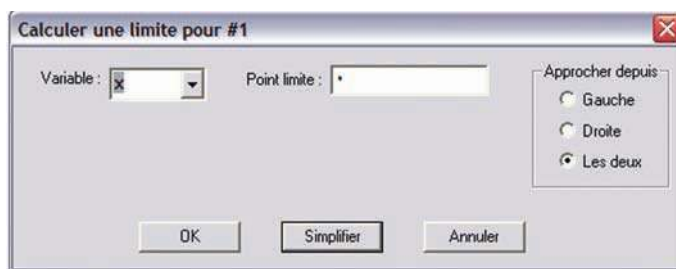 Calculer une limite pour #1
Variable : x
Point limite : •
Approcher depuis
Gauche
Droite
Les deux
OK
Simplifier
Annuler